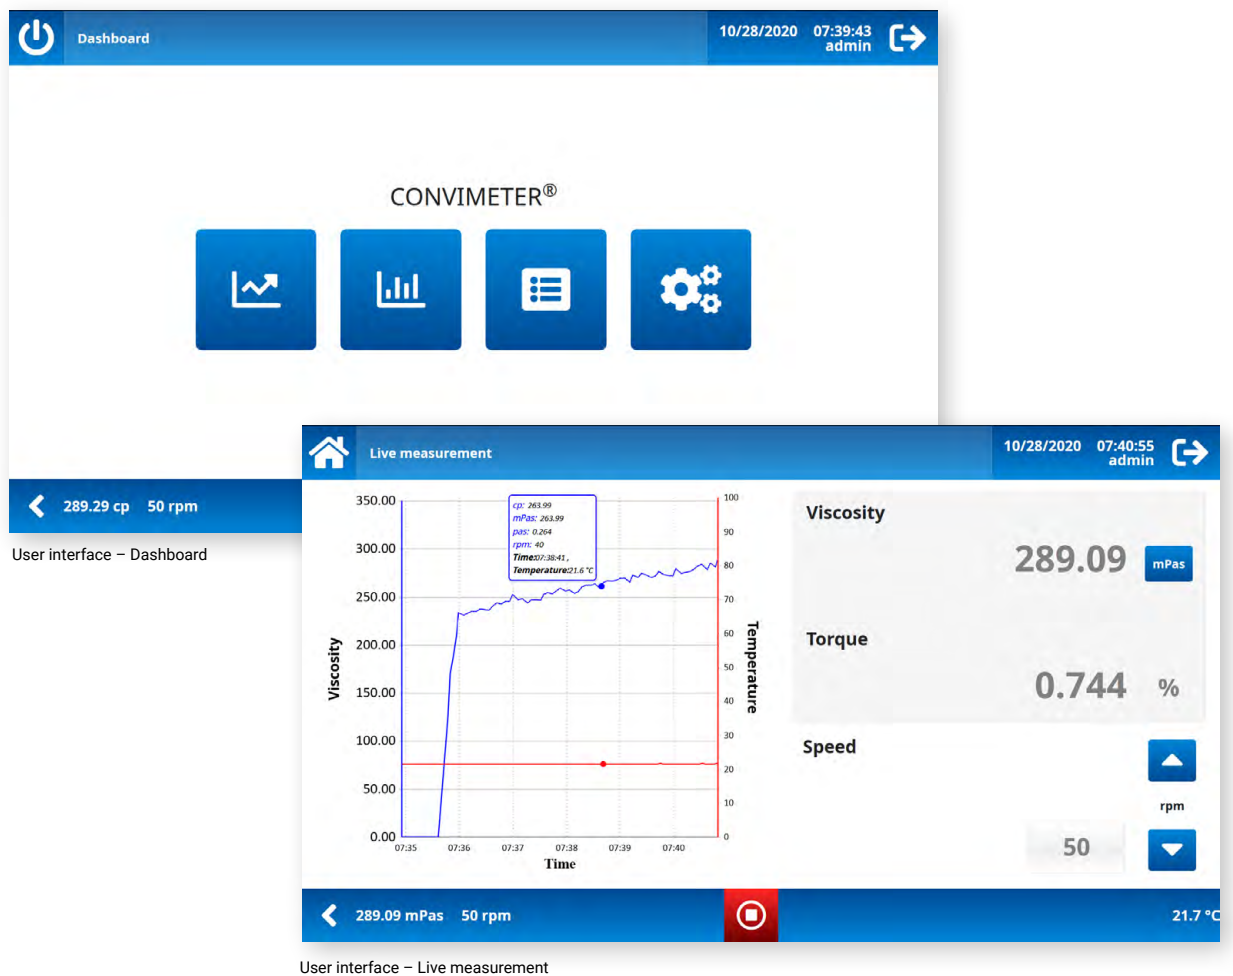 Dashboard
10/28/2020 07:39:43
admin
CONVIMETER®
289.29 cp 50 rpm
User interface – Dashboard
Live measurement
10/28/2020 07:40:55
admin
350.00
300.00
250.00
200.00
150.00
100.00
50.00
0.00
Viscosity
cp: 263.99
mPas: 263.99
pas: 0.264
rpm: 40
Time:07:38:41 ,
Temperature:21.6 °C
100
90
80
70
60
50
40
30
20
10
0
Temperature
07:35 07:36 07:37 07:38 07:39 07:40
Time
Viscosity
289.09 mPas
Torque
0.744 %
Speed
rpm
50
289.09 mPas 50 rpm
21.7 °C
User interface – Live measurement